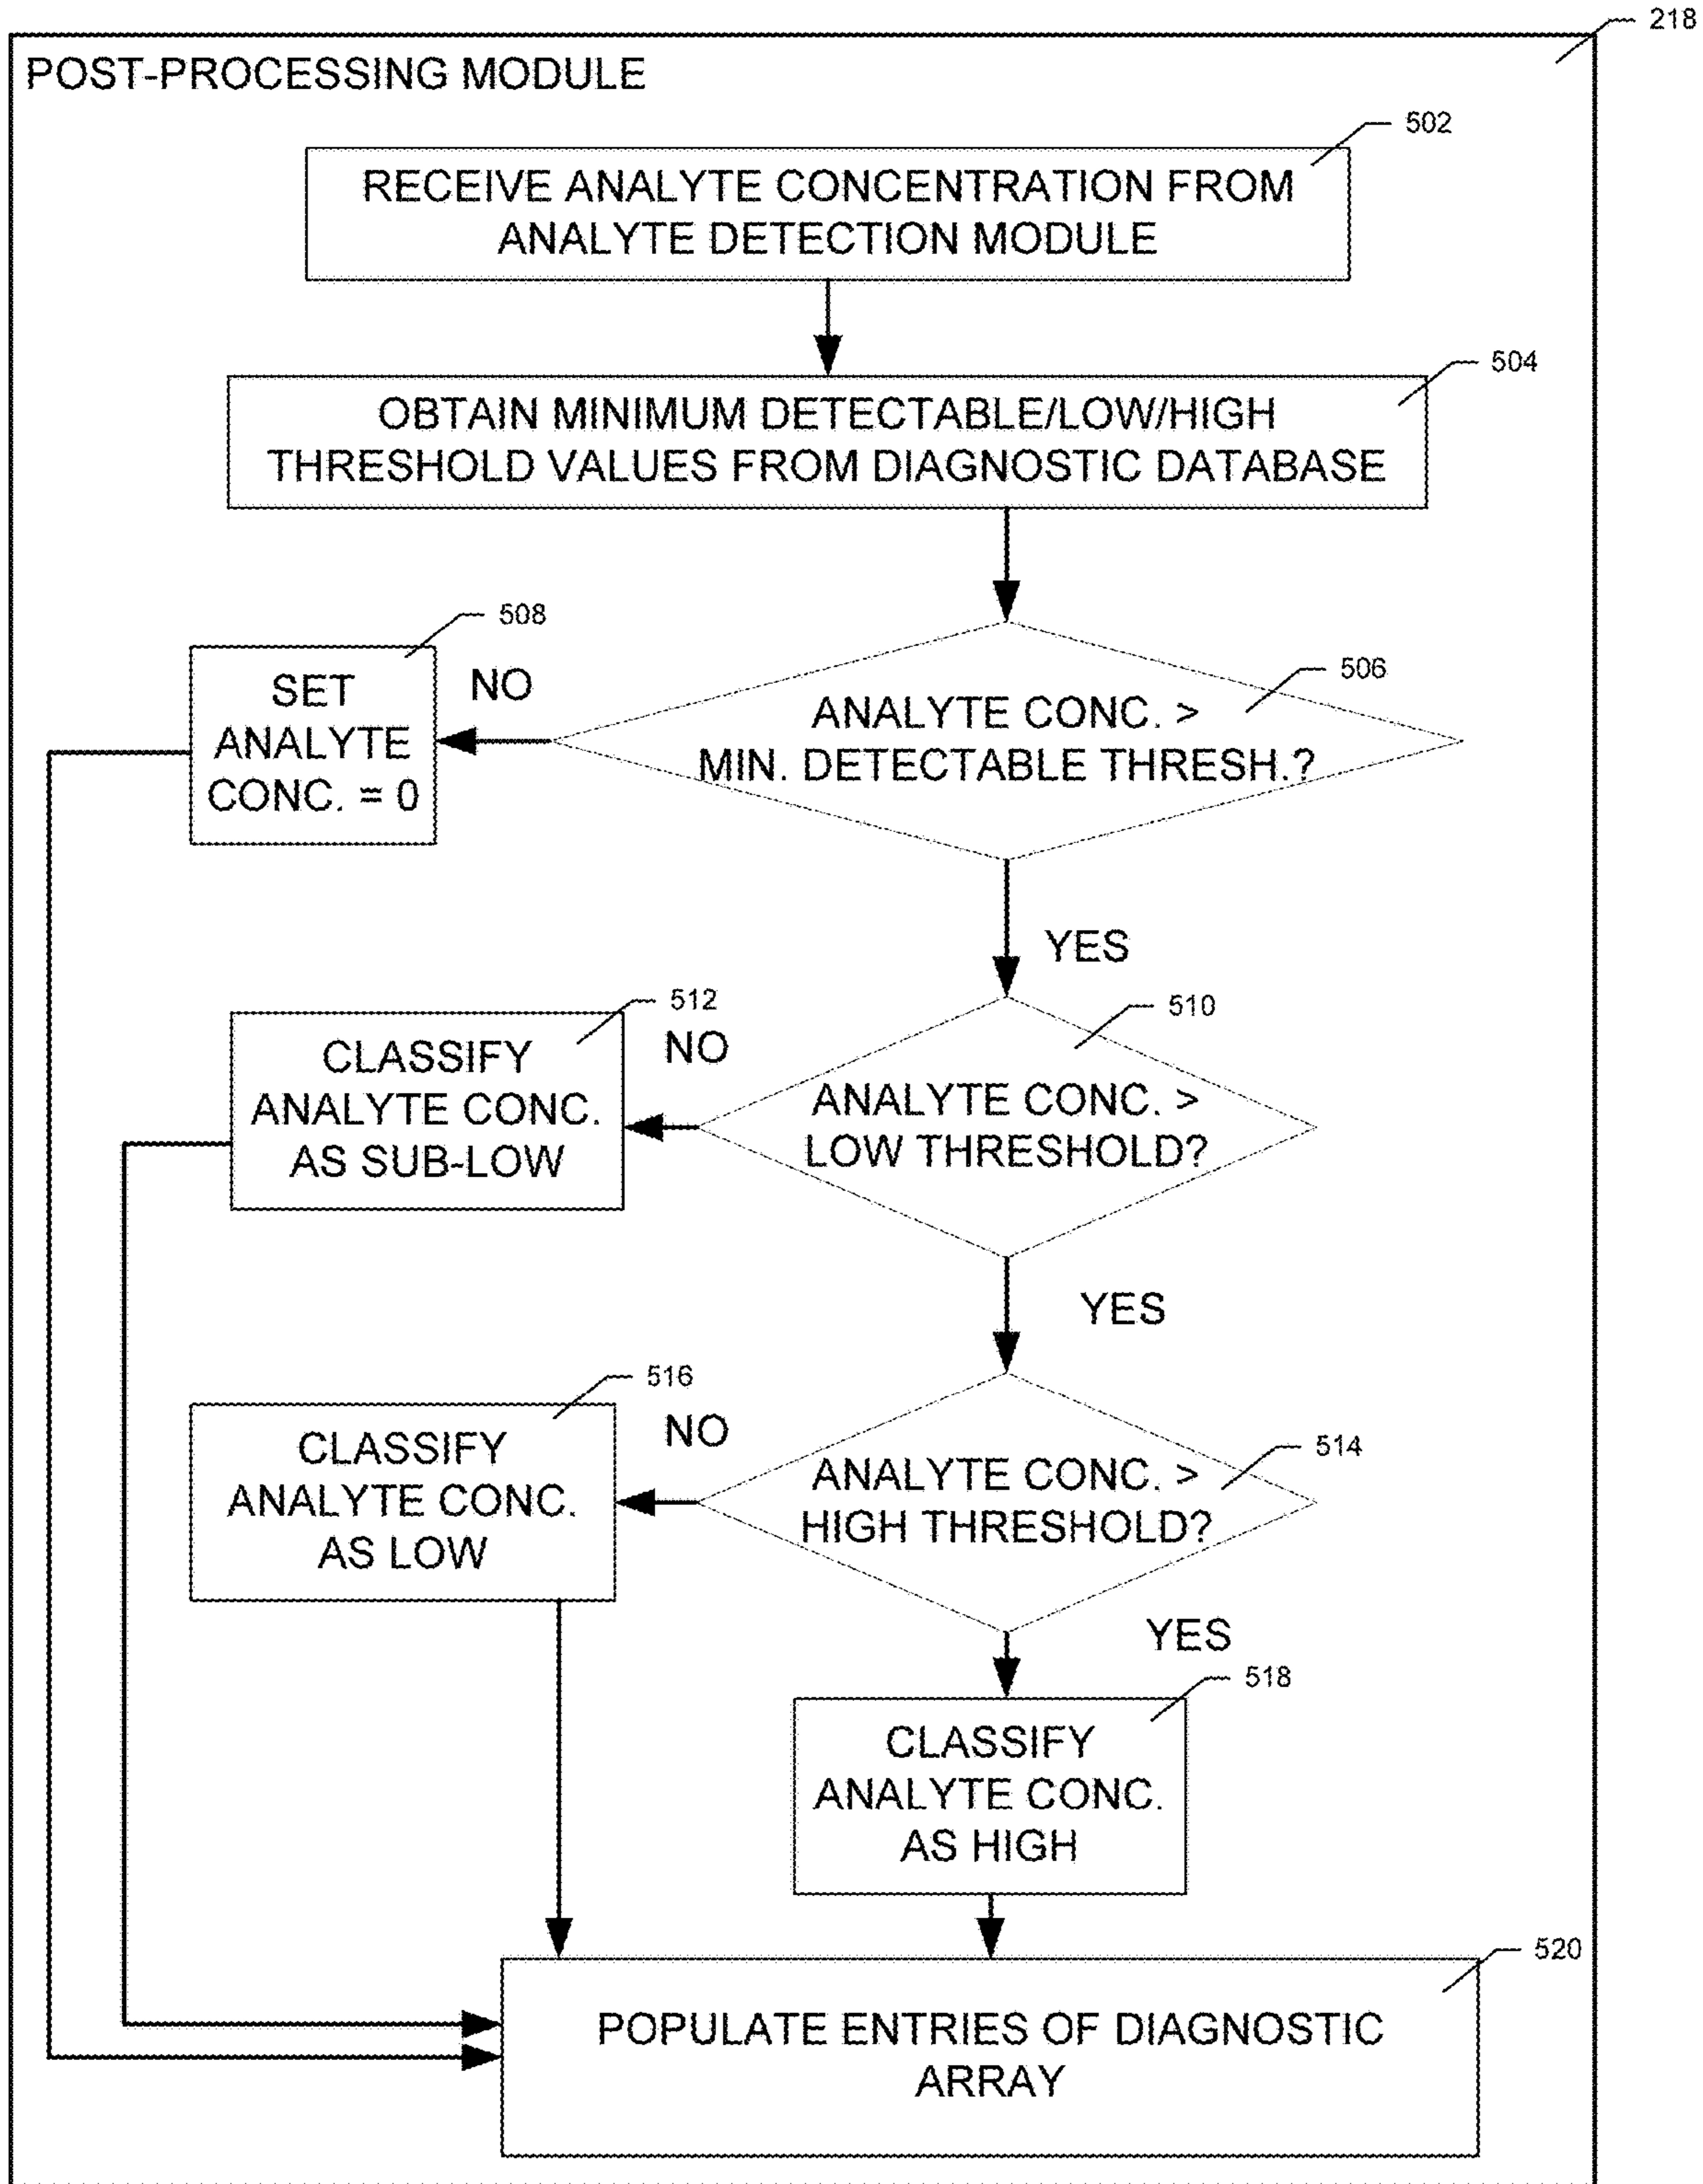 218
POST-PROCESSING MODULE
502
RECEIVE ANALYTE CONCENTRATION FROM
ANALYTE DETECTION MODULE
504
OBTAIN MINIMUM DETECTABLE/LOW/HIGH
THRESHOLD VALUES FROM DIAGNOSTIC DATABASE
508
SET
ANALYTE
CONC. = 0
NO
506
ANALYTE CONC. >
MIN. DETECTABLE THRESH.?
YES
512
CLASSIFY
ANALYTE CONC.
AS SUB-LOW
NO
510
ANALYTE CONC. >
LOW THRESHOLD?
YES
516
CLASSIFY
ANALYTE CONC.
AS LOW
NO
514
ANALYTE CONC. >
HIGH THRESHOLD?
YES
518
CLASSIFY
ANALYTE CONC.
AS HIGH
520
POPULATE ENTRIES OF DIAGNOSTIC
ARRAY